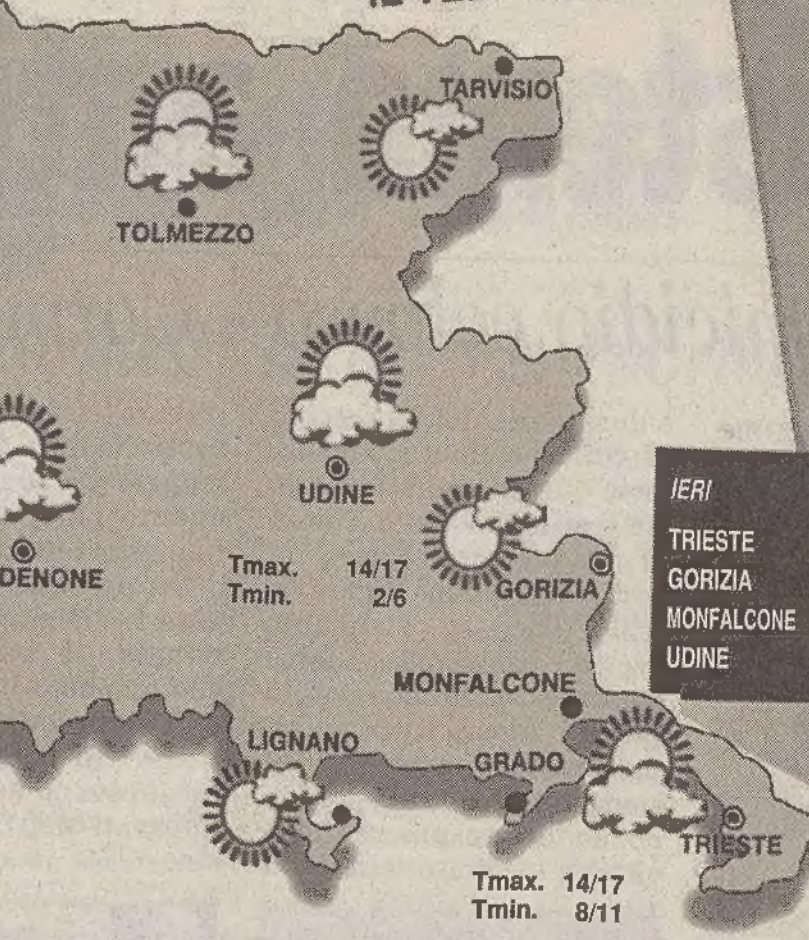 TARVISIO
TOLMEZZO
UDINE
DENONE
Tmax. 14/17
Tmin. 2/6
GORIZIA
IERI
TRIESTE
GORIZIA
MONFALCONE
UDINE
MONFALCONE
LIGNANO
GRADO
TRIESTE
Tmax. 14/17
Tmin. 8/11